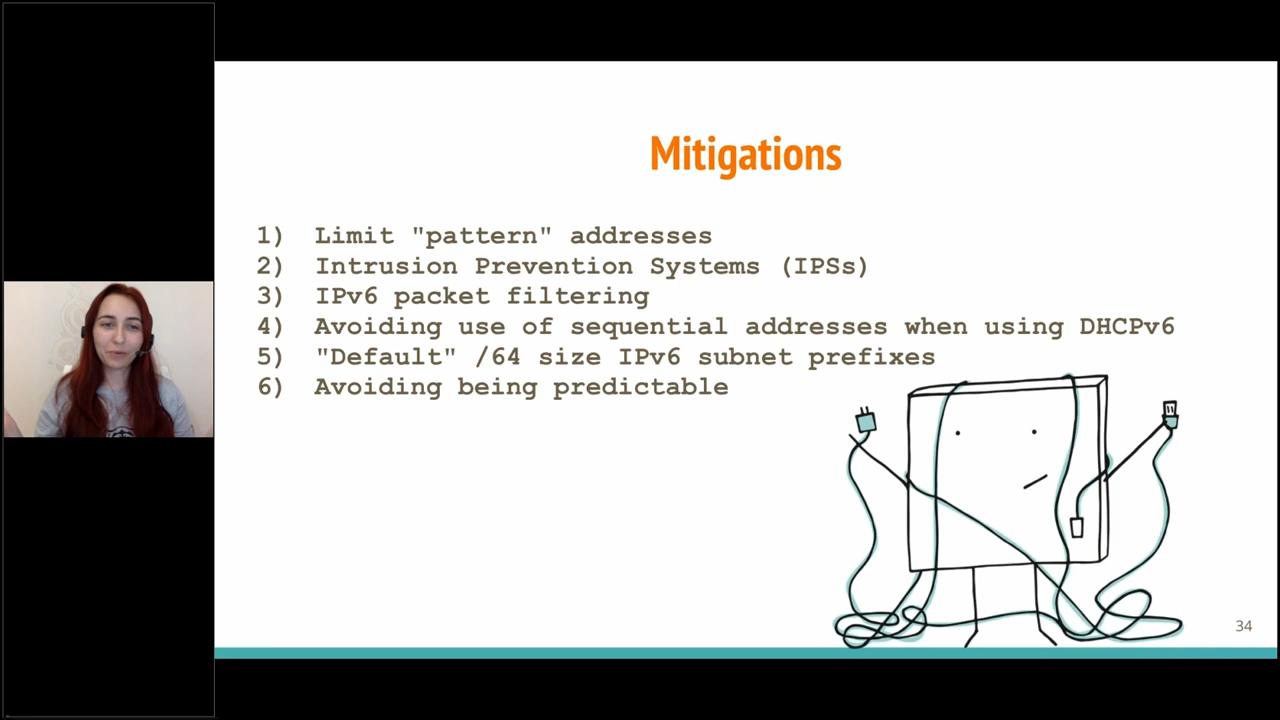 Mitigations
1) Limit "pattern" addresses
2) Intrusion Prevention Systems (IPSs)
3) IPv6 packet filtering
4) Avoiding use of sequential addresses when using DHCPv6
5) "Default" /64 size IPv6 subnet prefixes
6) Avoiding being predictable
34